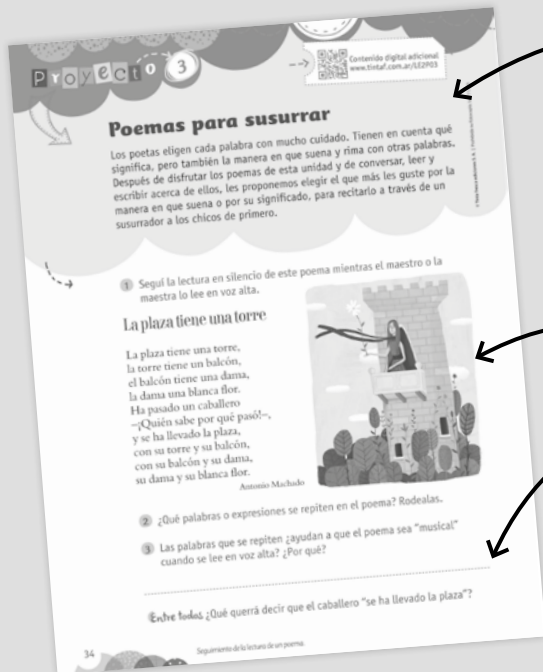 Proyecto 3
Contenido digital adicional
www.tintaf.com.ar/LE2P03
Poemas para susurrar
Los poetas eligen cada palabra con mucho cuidado. Tienen en cuenta qué
significa, pero también la manera en que suena y rima con otras palabras.
Después de disfrutar los poemas de esta unidad y de conversar, leer y
escribir acerca de ellos, les proponemos elegir el que más les guste por la
manera en que suena o por su significado, para recitarlo a través de un
susurrador a los chicos de primero.
1 Seguí la lectura en silencio de este poema mientras el maestro o la
maestra lo lee en voz alta.
La plaza tiene una torre
La plaza tiene una torre,
la torre tiene un balcón,
el balcón tiene una dama,
la dama una blanca flor.
Ha pasado un caballero
–¡Quién sabe por qué pasó!–,
y se ha llevado la plaza,
con su torre y su balcón,
con su balcón y su dama,
su dama y su blanca flor.
Antonio Machado
2 ¿Qué palabras o expresiones se repiten en el poema? Rodealas.
3 Las palabras que se repiten ¿ayudan a que el poema sea "musical"
cuando se lee en voz alta? ¿Por qué?
Entre todos ¿Qué querrá decir que el caballero "se ha llevado la plaza"?
34
Seguimiento de la lectura de un poema.